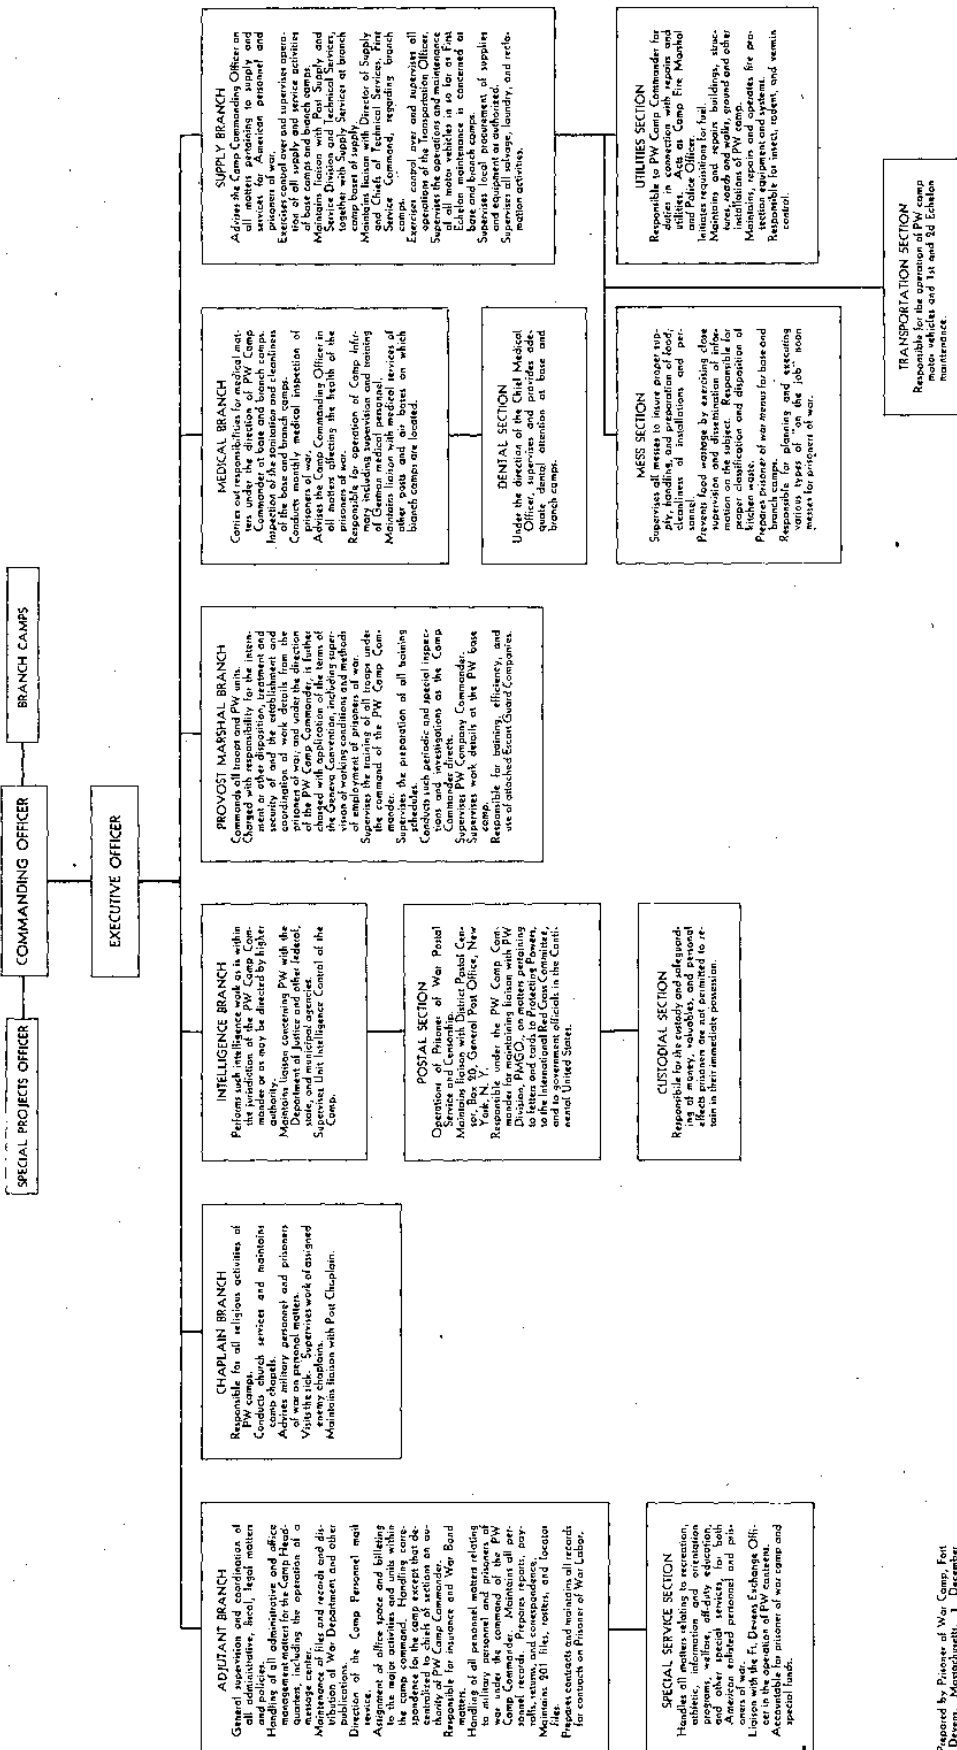 SPECIAL PROJECTS OFFICER
COMMANDING OFFICER
BRANCH CAMPS
EXECUTIVE OFFICER
ADJUTANT BRANCH
General supervision and coordination of
all administrative, fiscal, legal matters
and policies.
Handling of all administrative and office
management matters for the Camp Head-
quarters, including the operation of a
message center.
Maintenance of files and records and dis-
tribution of War Department and other
publications.
Direction of the Camp Personnel mail
service.
Assignment of office space and billeting
to the major activities and units within
the camp command. Handling corre-
spondence for the camp except that de-
centralized to chiefs of sections on au-
thority of PW Camp Commander.
Responsible for insurance and War Bond
matters.
Handling of all personnel matters relating
to military personnel and prisoners of
war under the command of the PW
Camp Commander. Maintains all per-
sonnel records. Prepares reports, pay-
rolls, returns, and correspondence.
Maintains 201 files, rosters, and locator
files.
Prepares contracts and maintains all records
for contracts on Prisoner of War Labor.
SPECIAL SERVICE SECTION
Handles all matters relating to recreation,
athletic, information and orientation
programs, welfare, off-duty education,
and other special services, for both
American enlisted personnel and pris-
oners of war.
Liaison with the Ft. Devens Exchange Offi-
cer in the operation of PW canteens.
Accountable for prisoner of war camp and
special funds.
CHAPLAIN BRANCH
Responsible for all religious activities of
PW camps.
Conducts church services and maintains
camp chapels.
Advises military personnel and prisoners
of war on personal matters.
Visits the sick. Supervises work of assigned
enemy chaplains.
Maintains liaison with Post Chaplain.
INTELLIGENCE BRANCH
Performs such intelligence work as is within
the jurisdiction of the PW Camp Com-
mander or as may be directed by higher
authority.
Maintains liaison concerning PW with the
Department of Justice and other federal,
state, and municipal agencies.
Supervises Unit Intelligence Control of the
Camp.
POSTAL SECTION
Operations of Prisoner of War Postal
Service and Censorship.
Maintains liaison with District Postal Cen-
sor, Box 20, General Post Office, New
York, N. Y.
Responsible under the PW Camp Com-
mander for maintaining liaison with PW
Division, PMGO, on matters pertaining
to letters and cards to Protecting Powers,
to the International Red Cross Committee,
and to government officials in the Conti-
nental United States.
CUSTODIAL SECTION
Responsible for the custody and safeguard-
ing of money, valuables, and personal
effects prisoners are not permitted to re-
tain in their immediate possession.
PROVOST MARSHAL BRANCH
Commands all troops and PW units.
Charged with responsibility for the intern-
ment or other disposition, treatment and
security of and the establishment and
coordination of work details from the
prisoners of war; and under the direction
of the PW Camp Commander, is further
charged with application of the terms of
the Geneva Convention, including super-
vision of working conditions and methods
of employment of prisoners of war.
Supervises the training of all troops under
the command of the PW Camp Com-
mander.
Supervises the preparation of all training
schedules.
Conducts such periodic and special inspec-
tions and investigations as the Camp
Commander directs.
Supervises PW Company Commander.
Supervises work details at the PW base
camp.
Responsible for training, efficiency, and
use of attached Escort Guard Companies.
MEDICAL BRANCH
Carries out responsibilities for medical mat-
ters under the direction of PW Camp
Commander at base and branch camps.
Inspection of the sanitation and cleanliness
of the base and branch camps.
Conducts monthly medical inspection of
prisoners of war.
Advises the Camp Commanding Officer in
all matters affecting the health of the
prisoners of war.
Responsible for operation of Camp Infir-
mary including supervision and training
of German medical personnel.
Maintains liaison with medical services of
other posts and air bases on which
branch camps are located.
DENTAL SECTION
Under the direction of the Chief Medical
Officer, supervises and provides ade-
quate dental attention at base and
branch camps.
SUPPLY BRANCH
Advises the Camp Commanding Officer on
all matters pertaining to supply and
services for American personnel and
prisoners of war.
Exercises control over and supervises opera-
tion of all supply and service activities
of base camps and branch camps.
Maintains liaison with Post Supply and
Service Division and Technical Services,
together with Supply Services at branch
camp bases of supply.
Maintains liaison with Director of Supply
and Chiefs of Technical Services, First
Service Command, regarding branch
camps.
Exercises control over and supervises all
operations of the Transportation Officer.
Supervises the operations and maintenance
of all motor vehicles in so far as First
Echelon maintenance is concerned at
base and branch camps.
Supervises local procurement of supplies
and equipment as authorized.
Supervises all salvage, laundry, and recla-
mation activities.
MESS SECTION
Supervises all messes to insure proper sup-
ply, handling, and preparation of food;
cleanliness of installations and per-
sonnel.
Prevents food wastage by exercising close
supervision and dissemination of infor-
mation on the subject. Responsible for
proper classification and disposition of
kitchen waste.
Prepares prisoner of war menus for base and
branch camps.
Responsible for planning and executing
various types of "on the job" noon
messes for prisoners of war.
UTILITIES SECTION
Responsible to PW Camp Commander for
duties in connection with repairs and
utilities. Acts as Camp Fire Marshal
and Police Officer.
Initiates requisitions for fuel.
Maintains and repairs buildings, struc-
tures, roads and walks, ground and other
installations of PW camp.
Maintains, repairs and operates fire pro-
tection equipment and systems.
Responsible for insect, rodent, and vermin
control.
TRANSPORTATION SECTION
Responsible for the operation of PW camp
motor vehicles and 1st and 2d Echelon
maintenance.
Prepared by Prisoner of War Camp, Fort
Devens, Massachusetts, 1 December